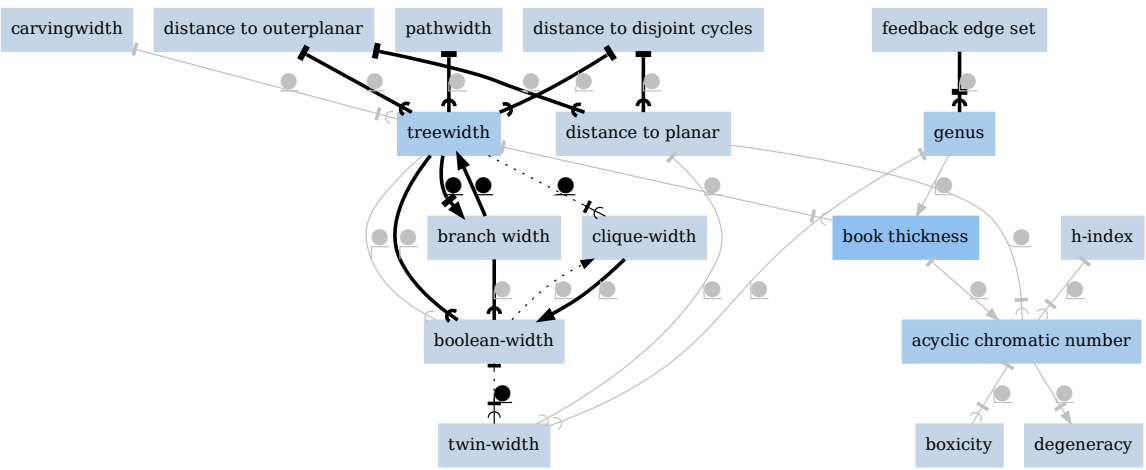 carvingwidth
distance to outerplanar
pathwidth
distance to disjoint cycles
feedback edge set
treewidth
distance to planar
genus
branch width
clique-width
book thickness
h-index
boolean-width
acyclic chromatic number
twin-width
boxicity
degeneracy